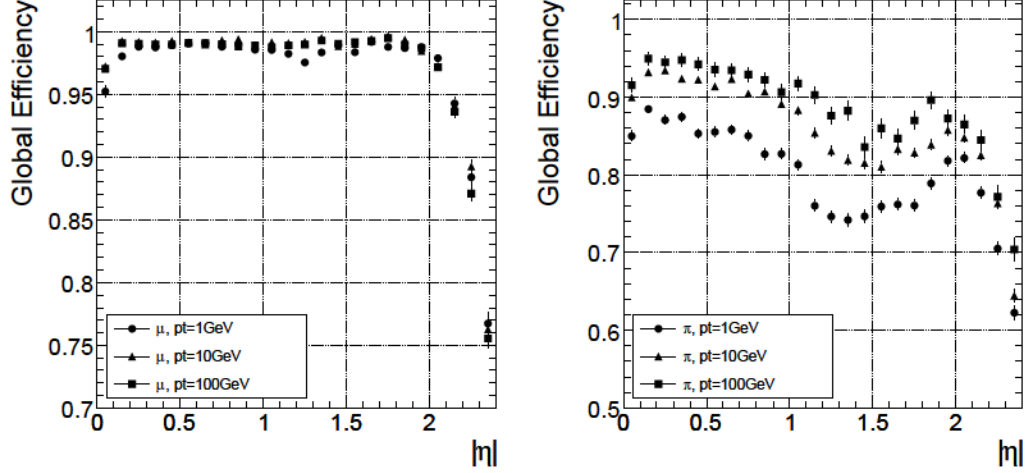 Global Efficiency
1
0.95
0.9
0.85
0.8
0.75
0.7
μ, pt=1GeV
μ, pt=10GeV
μ, pt=100GeV
0 0.5 1 1.5 2
|η|
Global Efficiency
1
0.9
0.8
0.7
0.6
0.5
π, pt=1GeV
π, pt=10GeV
π, pt=100GeV
0 0.5 1 1.5 2
|η|